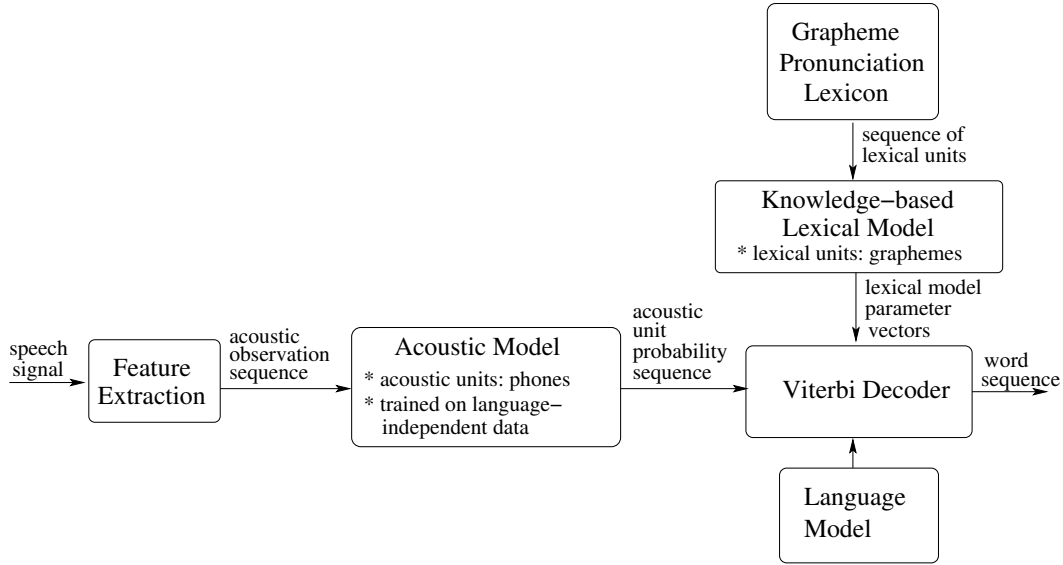 Grapheme
Pronunciation
Lexicon
sequence of
lexical units
Knowledge−based
Lexical Model
* lexical units: graphemes
lexical model
parameter
vectors
speech
signal
Feature
Extraction
acoustic
observation
sequence
Acoustic Model
* acoustic units: phones
* trained on language−
independent data
acoustic
unit
probability
sequence
Viterbi Decoder
word
sequence
Language
Model